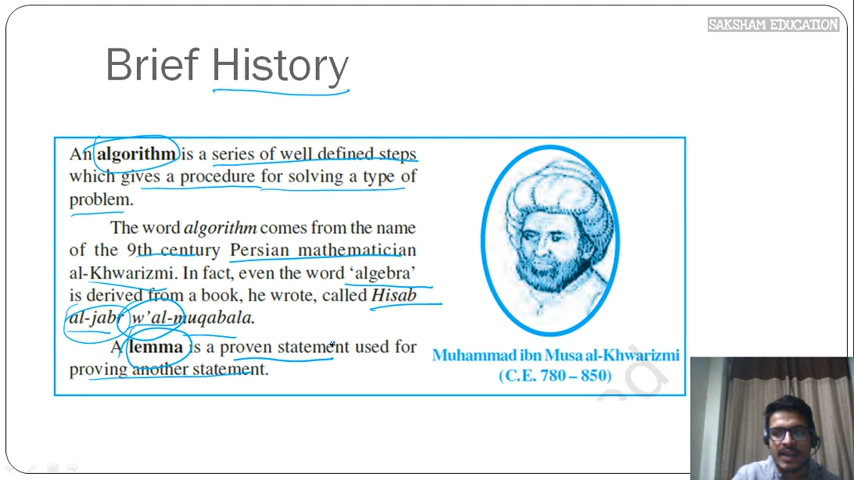 SAKSHAM EDUCATION
Brief History
An algorithm is a series of well defined steps
which gives a procedure for solving a type of
problem.
The word algorithm comes from the name
of the 9th century Persian mathematician
al-Khwarizmi. In fact, even the word ‘algebra’
is derived from a book, he wrote, called Hisab
al-jabr w’al-muqabala.
A lemma is a proven statement used for
proving another statement.
Muhammad ibn Musa al-Khwarizmi
(C.E. 780 – 850)